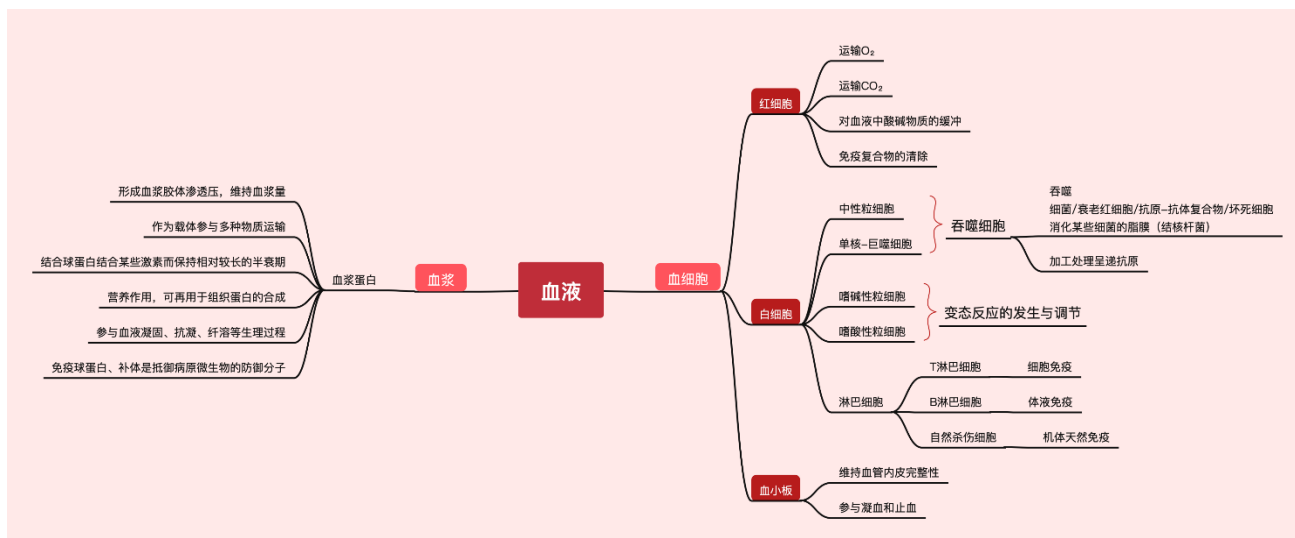 血液
血浆
血浆蛋白
形成血浆胶体渗透压，维持血浆量
作为载体参与多种物质运输
结合球蛋白结合某些激素而保持相对较长的半衰期
营养作用，可再用于组织蛋白的合成
参与血液凝固、抗凝、纤溶等生理过程
免疫球蛋白、补体是抵御病原微生物的防御分子
血细胞
红细胞
运输O₂
运输CO₂
对血液中酸碱物质的缓冲
免疫复合物的清除
白细胞
中性粒细胞
单核-巨噬细胞
吞噬细胞
吞噬
细菌/衰老红细胞/抗原-抗体复合物/坏死细胞
消化某些细菌的脂膜（结核杆菌）
加工处理呈递抗原
嗜碱性粒细胞
嗜酸性粒细胞
变态反应的发生与调节
淋巴细胞
T淋巴细胞
细胞免疫
B淋巴细胞
体液免疫
自然杀伤细胞
机体天然免疫
血小板
维持血管内皮完整性
参与凝血和止血